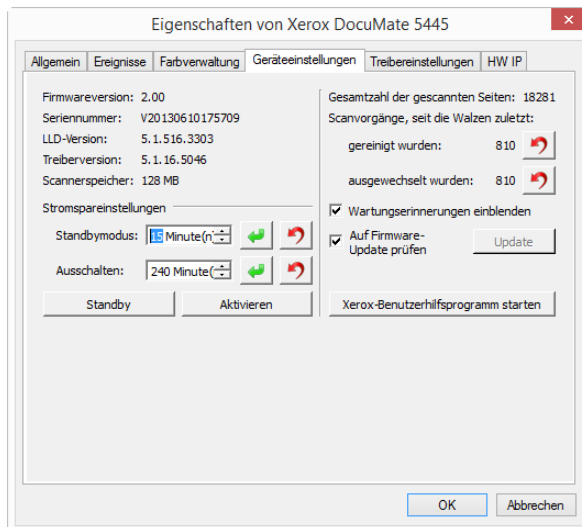 Eigenschaften von Xerox DocuMate 5445
Allgemein Ereignisse Farbverwaltung Geräteeinstellungen Treibereinstellungen HW IP
Firmwareversion: 2.00
Seriennummer: V20130610175709
LLD-Version: 5.1.516.3303
Treiberversion: 5.1.16.5046
Scannerspeicher: 128 MB
Stromspareinstellungen
Standbymodus: 15 Minute(n)
Ausschalten: 240 Minute(
Standby Aktivieren
Gesamtzahl der gescannten Seiten: 18281
Scanvorgänge, seit die Walzen zuletzt:
gereinigt wurden: 810
ausgewechselt wurden: 810
Wartungserinnerungen einblenden
Auf Firmware-
Update prüfen Update
Xerox-Benutzerhilfsprogramm starten
OK Abbrechen